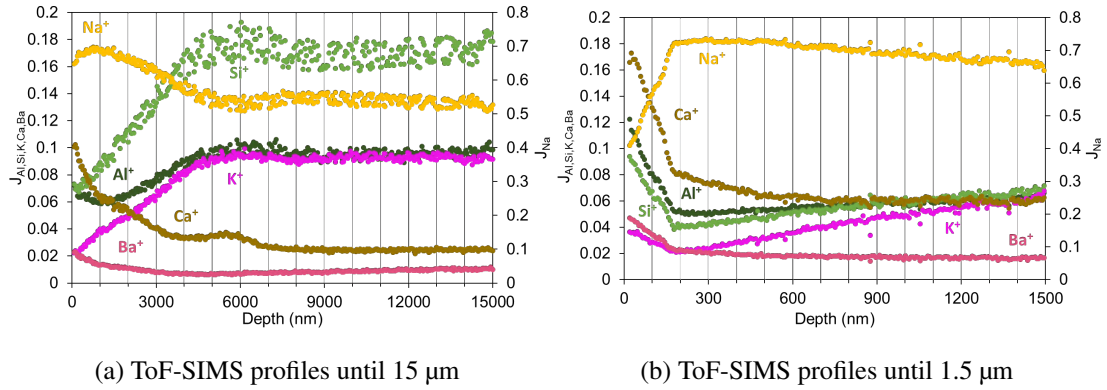 0.2
0.18
0.16
0.14
0.12
0.1
0.08
0.06
0.04
0.02
0
J_Al,Si,K,Ca,Ba
Na⁺
Si⁺
Al⁺
K⁺
Ca⁺
Ba⁺
0.8
0.7
0.6
0.5
0.4
0.3
0.2
0.1
0
J_Na
0 3000 6000 9000 12000 15000
Depth (nm)
(a) ToF-SIMS profiles until 15 µm
0.2
0.18
0.16
0.14
0.12
0.1
0.08
0.06
0.04
0.02
0
J_Al,Si,K,Ca,Ba
Na⁺
Ca⁺
Al⁺
Si⁺
K⁺
Ba⁺
0.8
0.7
0.6
0.5
0.4
0.3
0.2
0.1
0
J_Na
0 300 600 900 1200 1500
Depth (nm)
(b) ToF-SIMS profiles until 1.5 µm